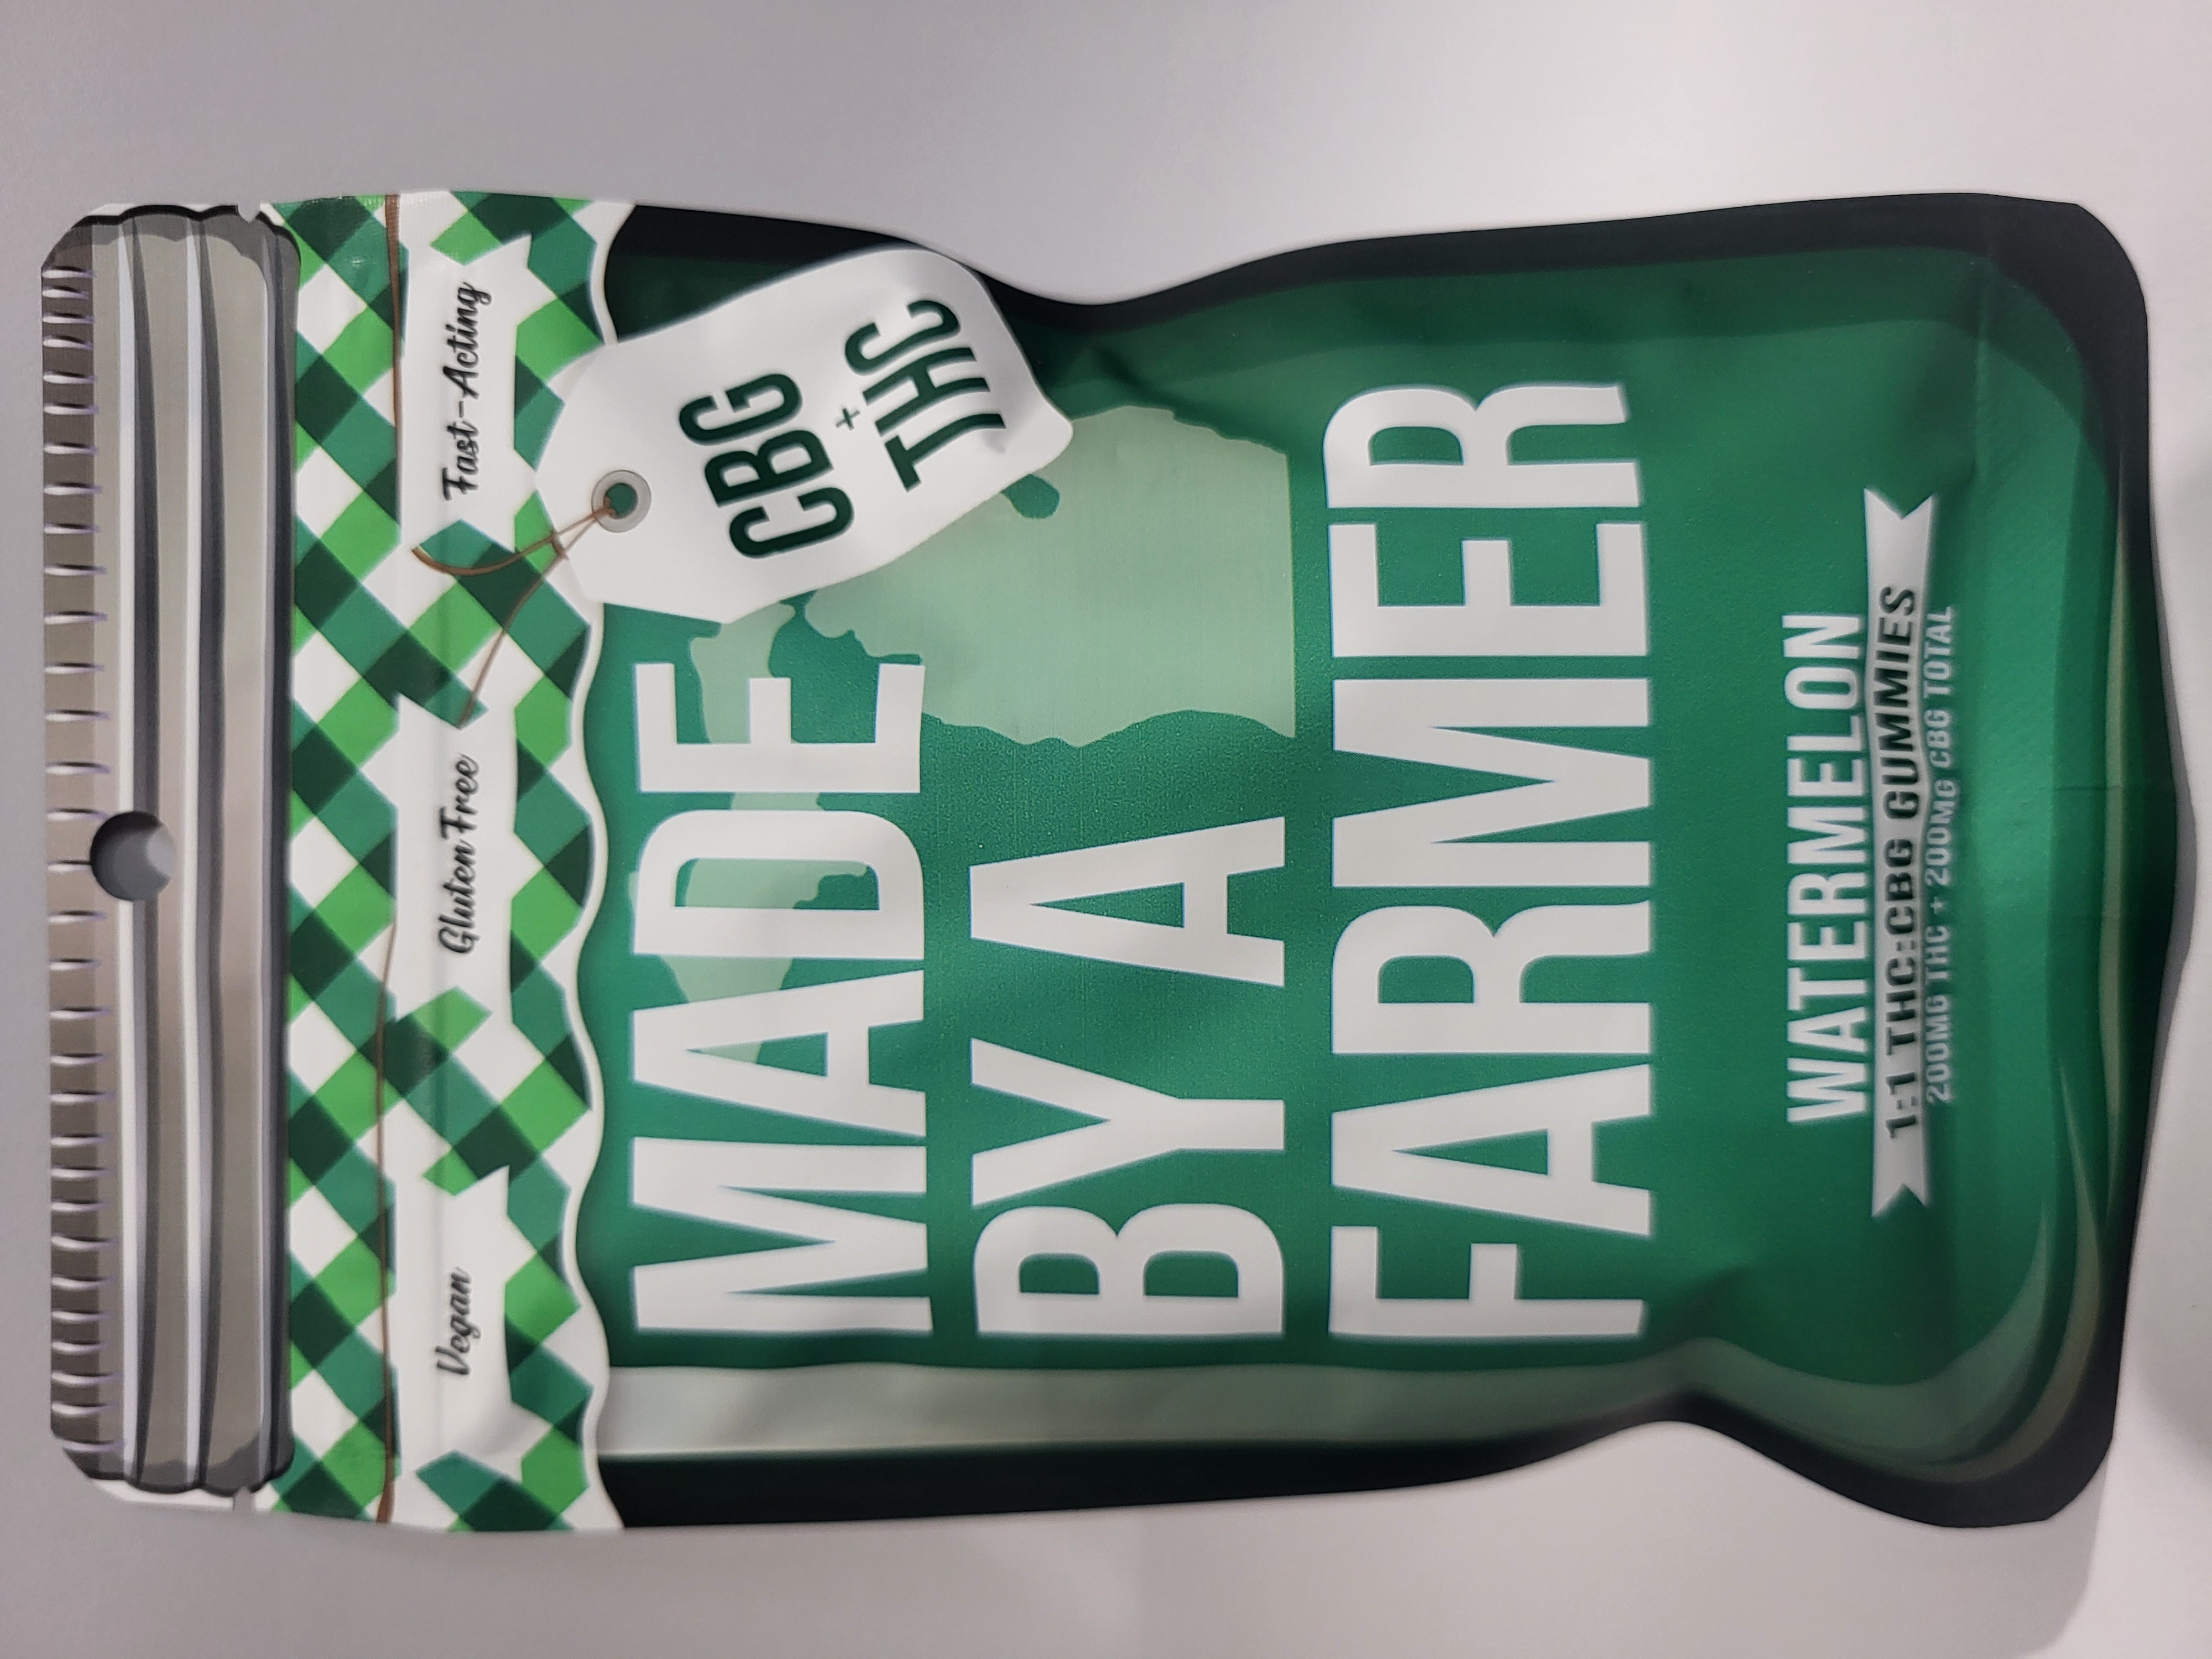 Vegan
Gluten Free
Fast-Acting
CBG
+
THC
MADE
BY A
FARMER
WATERMELON
1:1 THC:CBG GUMMIES
200MG THC + 200MG CBG TOTAL